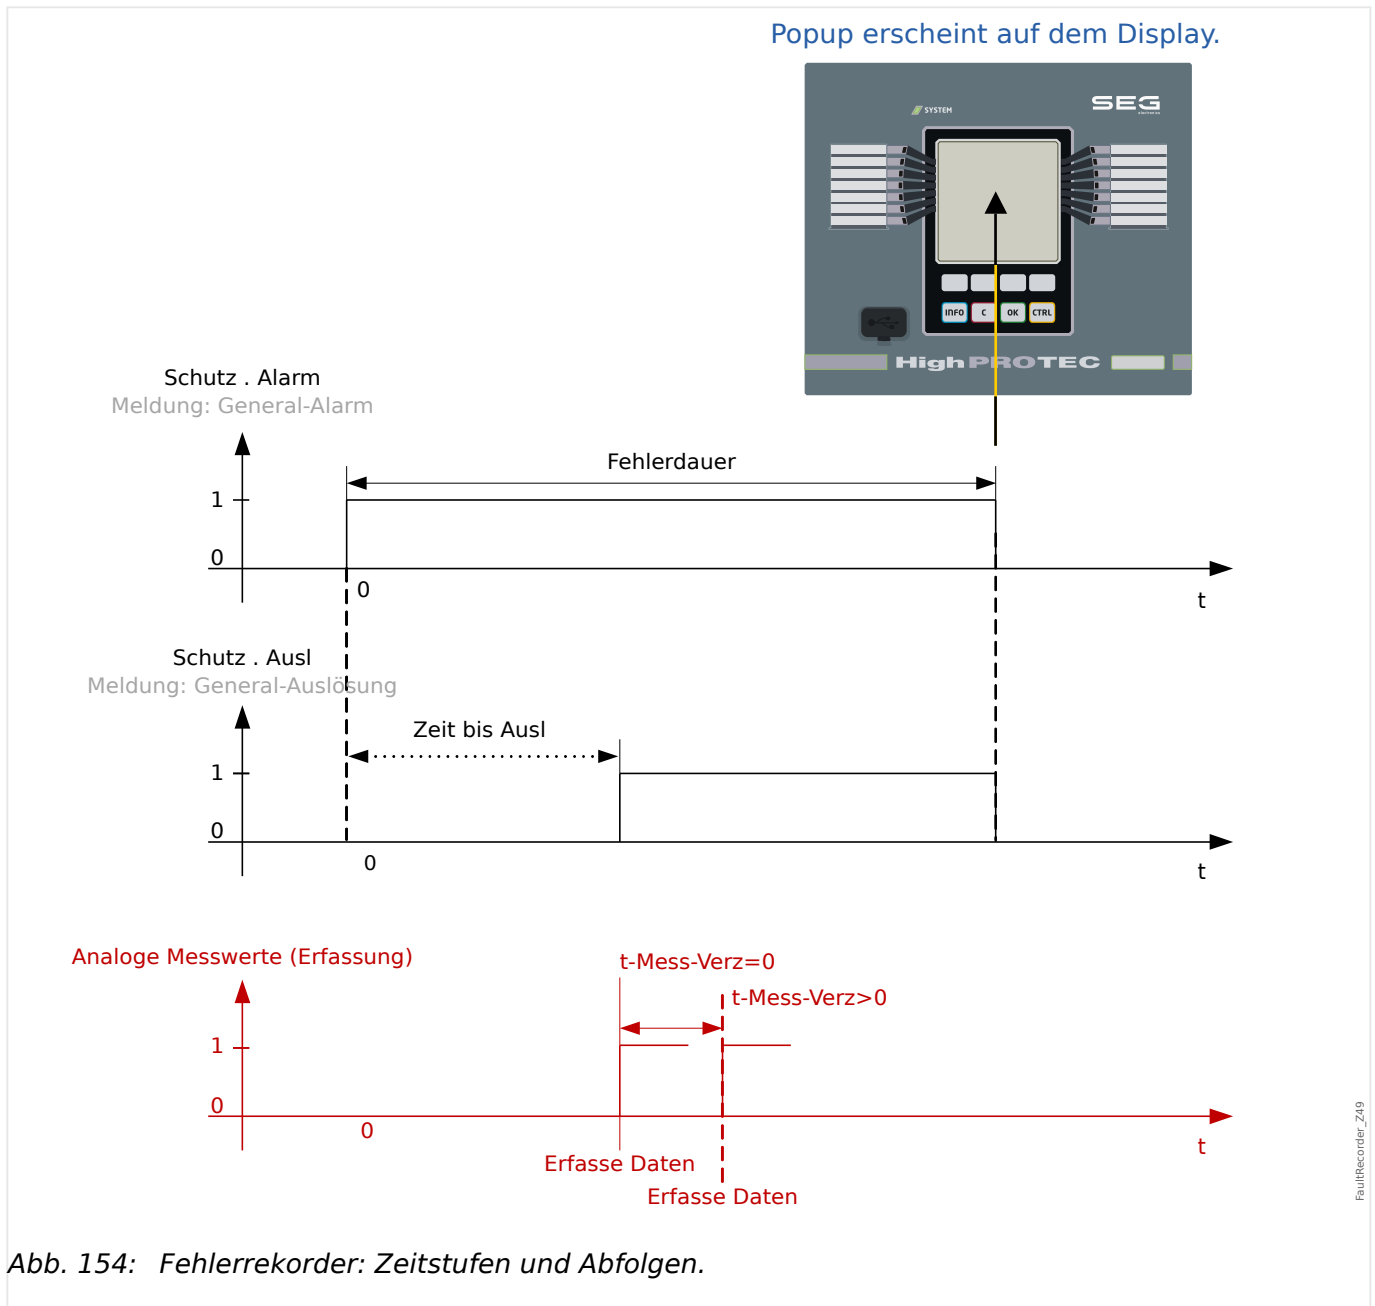 Popup erscheint auf dem Display.
SYSTEM
SEG
electronics
INFO
C
OK
CTRL
HighPROTEC
Schutz . Alarm
Meldung: General-Alarm
Fehlerdauer
1
0
0
t
Schutz . Ausl
Meldung: General-Auslösung
Zeit bis Ausl
1
0
0
t
Analoge Messwerte (Erfassung)
t-Mess-Verz=0
t-Mess-Verz>0
1
0
0
t
Erfasse Daten
Erfasse Daten
FaultRecorder_Z49
Abb. 154: Fehlerrekorder: Zeitstufen und Abfolgen.